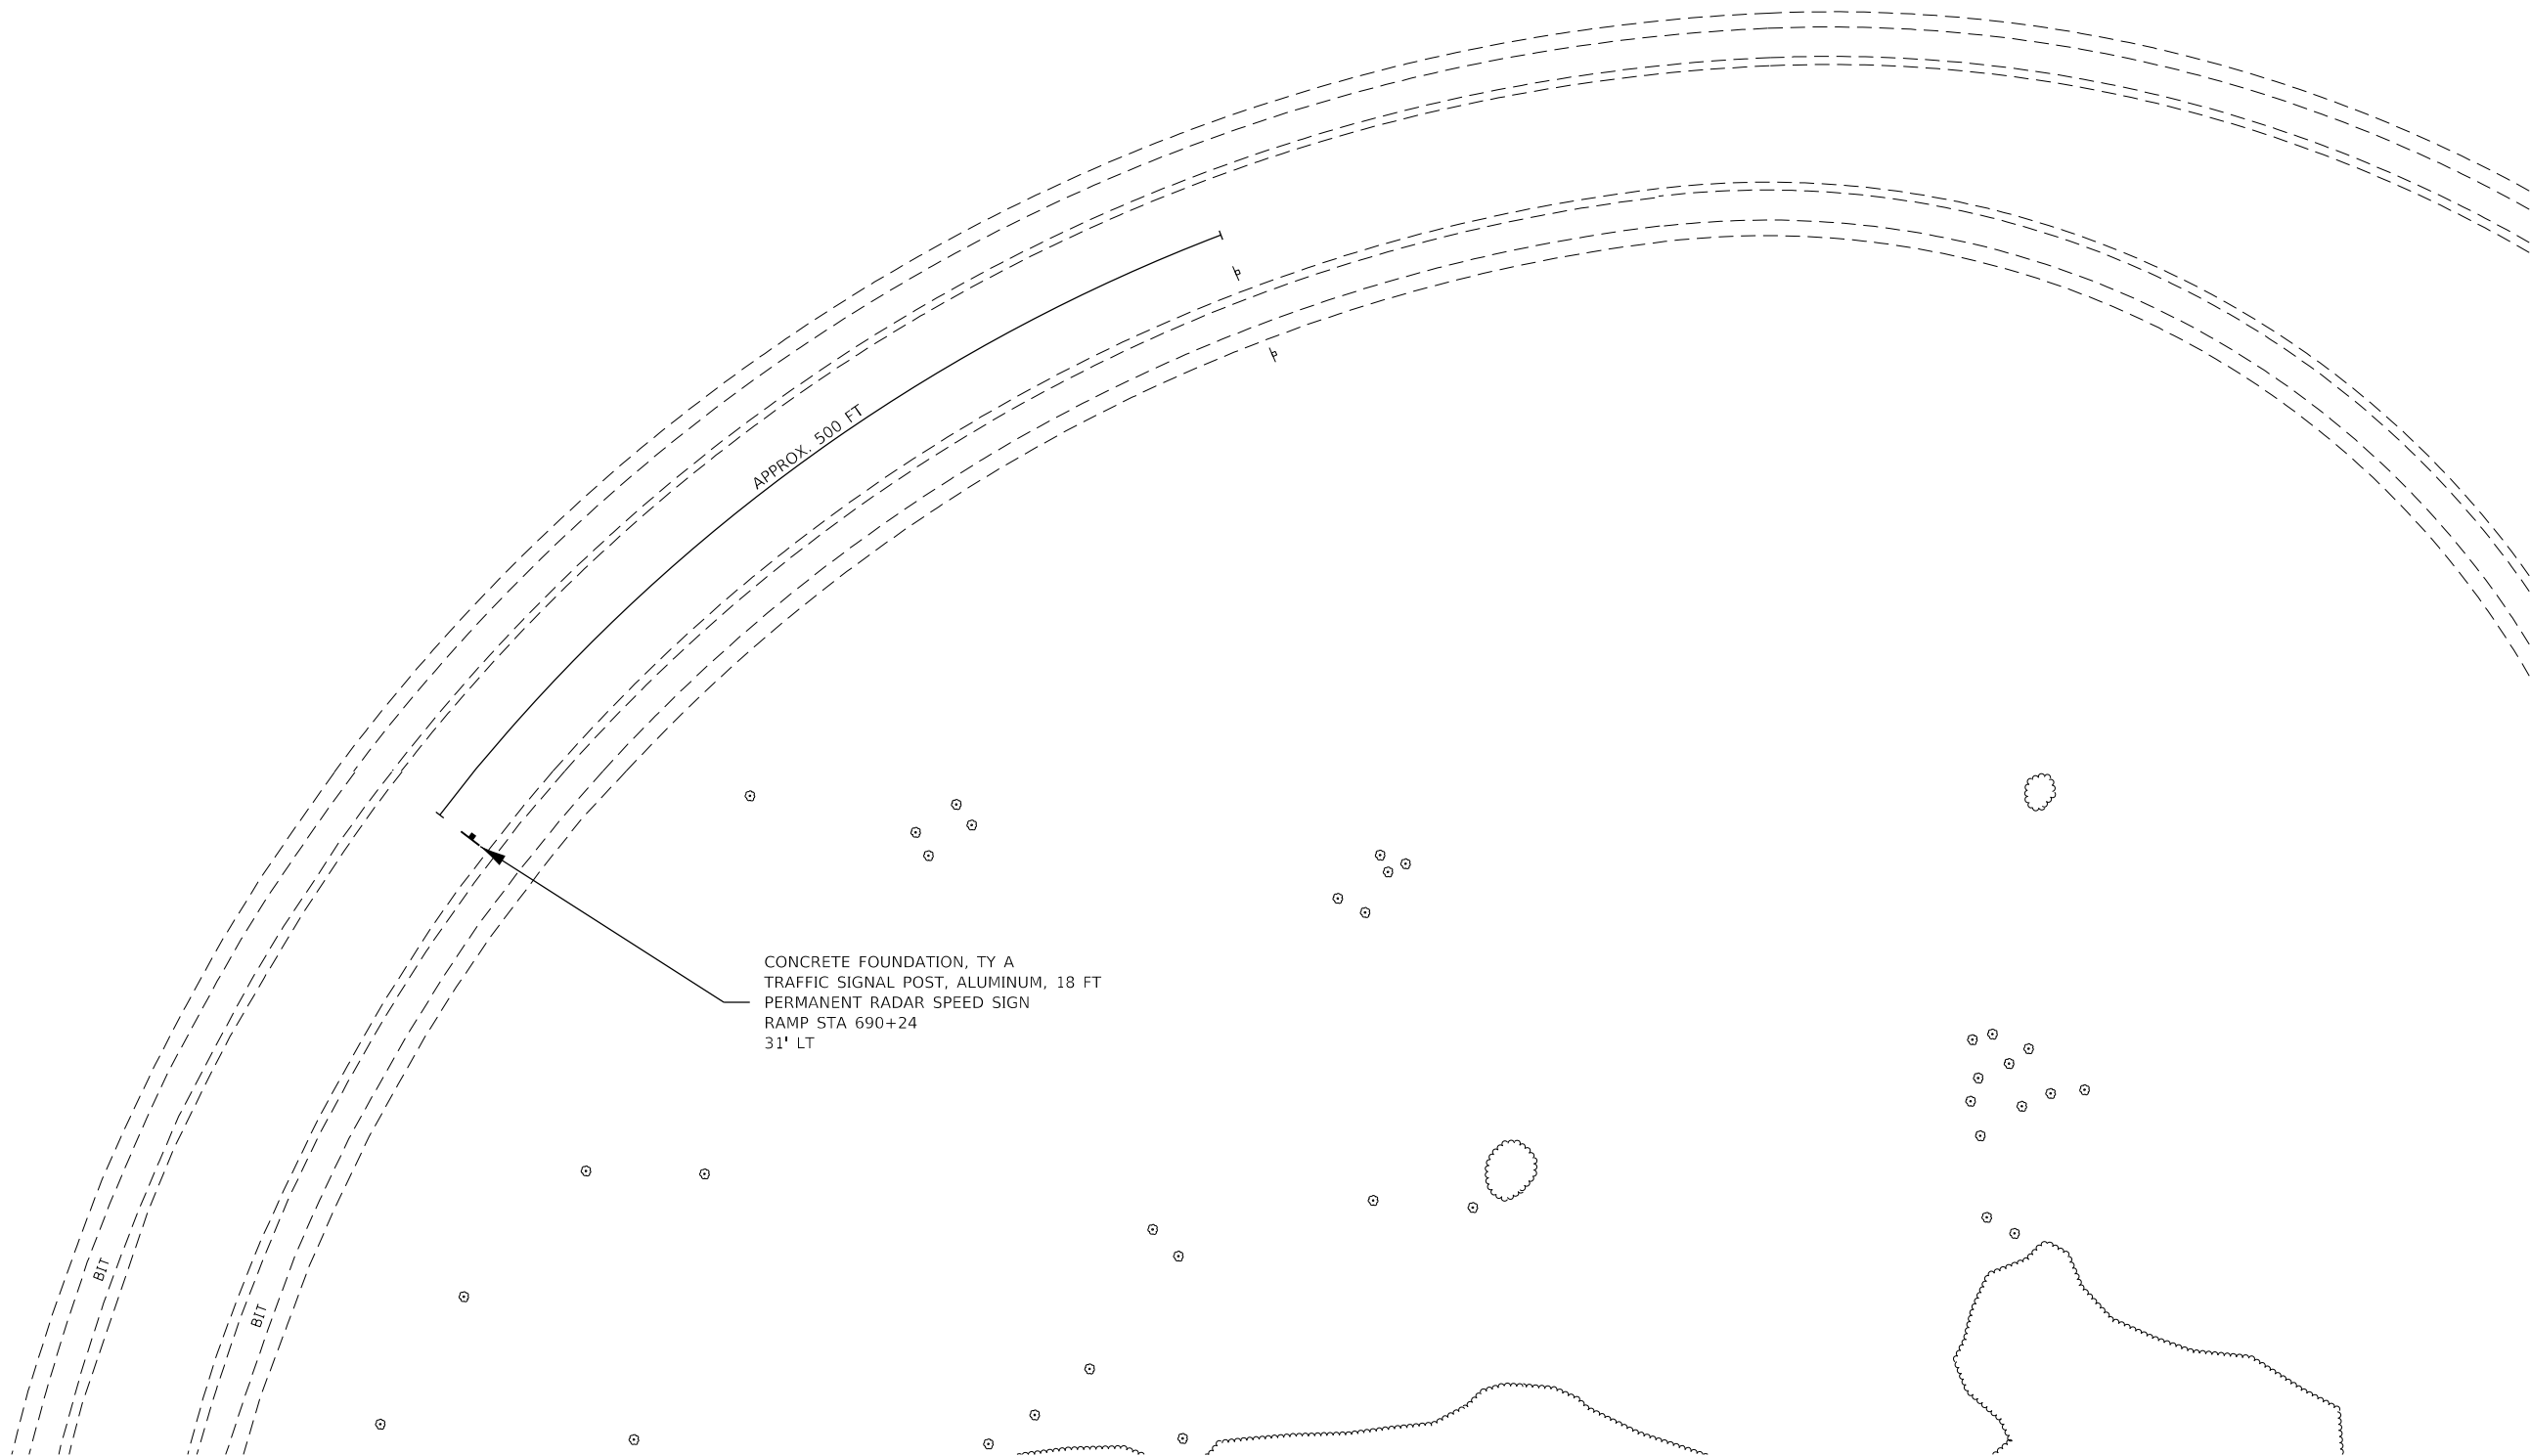 APPROX. 500 FT
CONCRETE FOUNDATION, TY A
TRAFFIC SIGNAL POST, ALUMINUM, 18 FT
PERMANENT RADAR SPEED SIGN
RAMP STA 690+24
31' LT
BIT
BIT